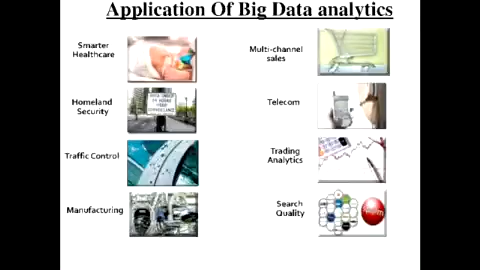 Application Of Big Data analytics
Smarter
Healthcare
Multi-channel
sales
Homeland
Security
Telecom
Traffic Control
Trading
Analytics
Manufacturing
Search
Quality